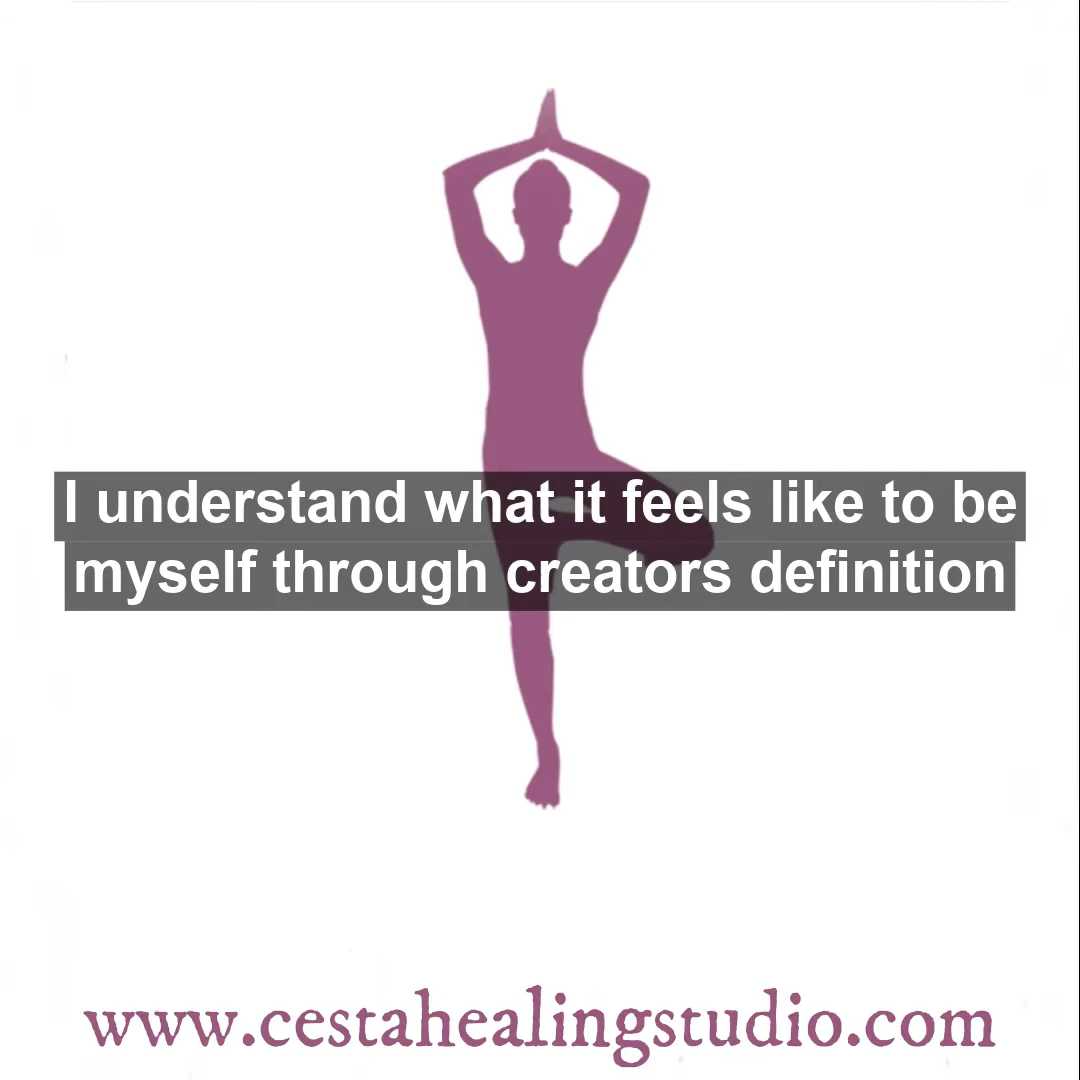 I understand what it feels like to be
myself through creators definition
www.cestahealingstudio.com